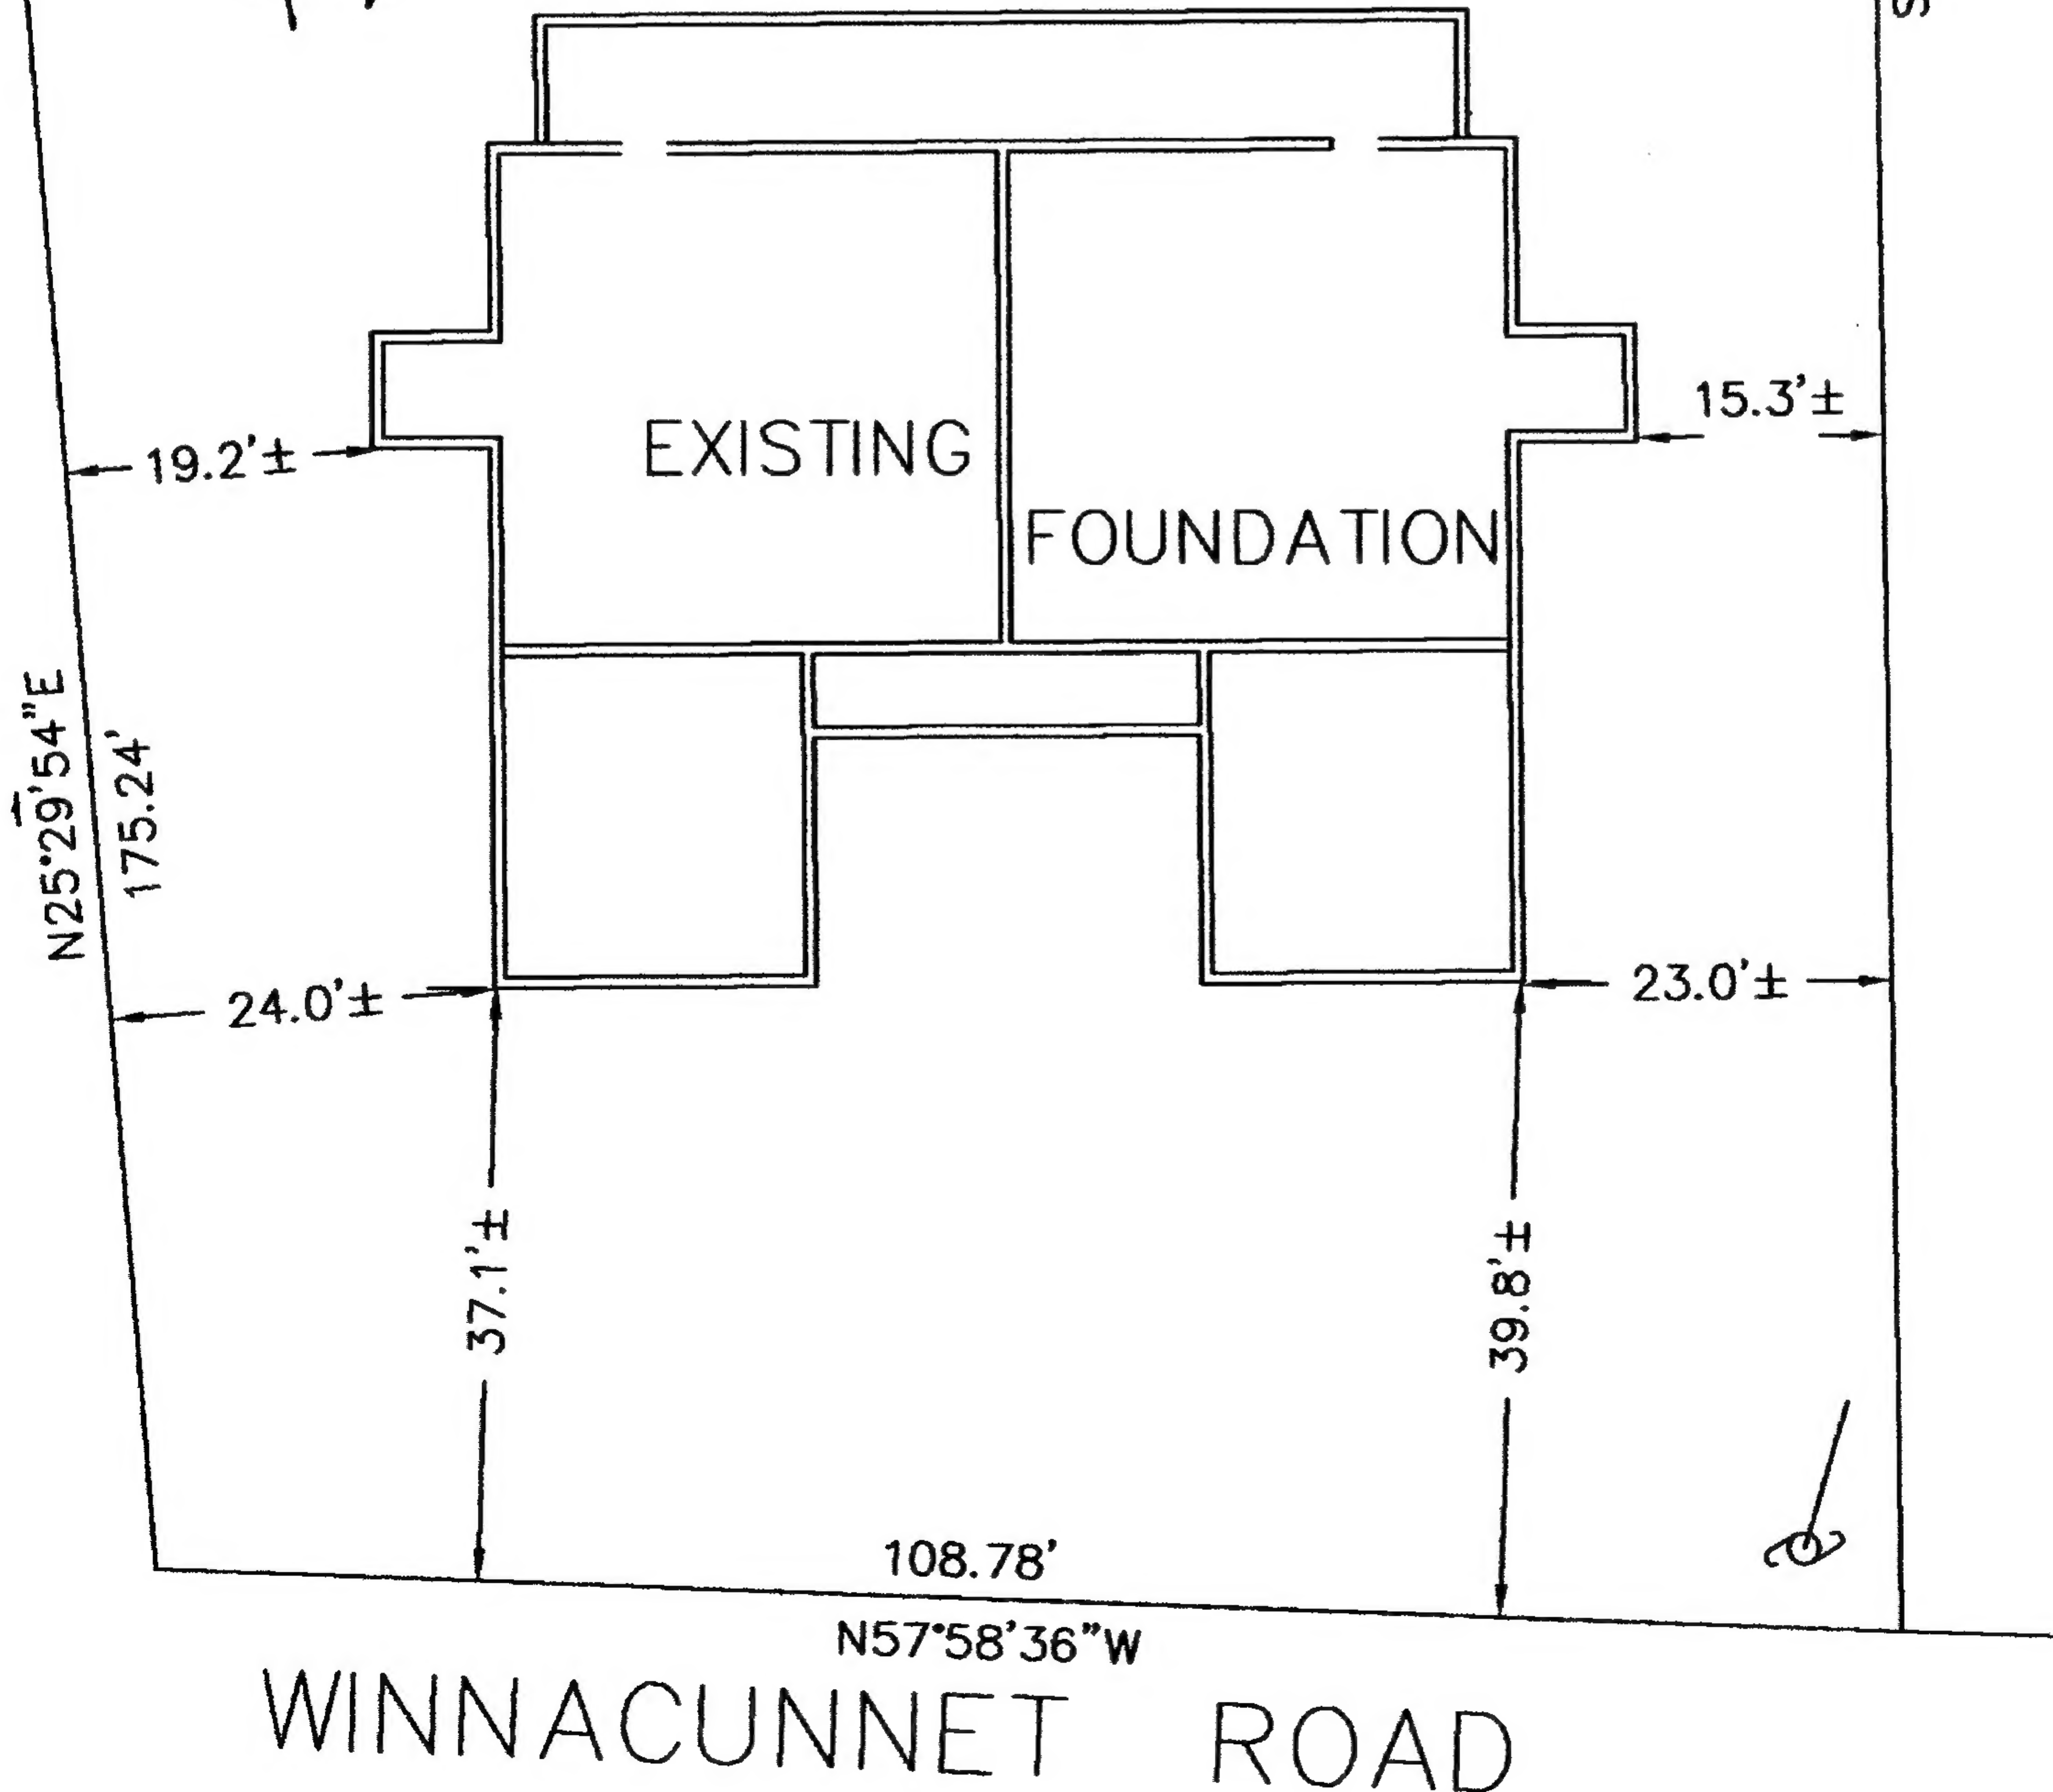 15.3'±
19.2'±
EXISTING
FOUNDATION
N25°29'54"E
175.24'
24.0'±
23.0'±
37.1'±
39.8'±
108.78'
N57°58'36"W
WINNACUNNET ROAD